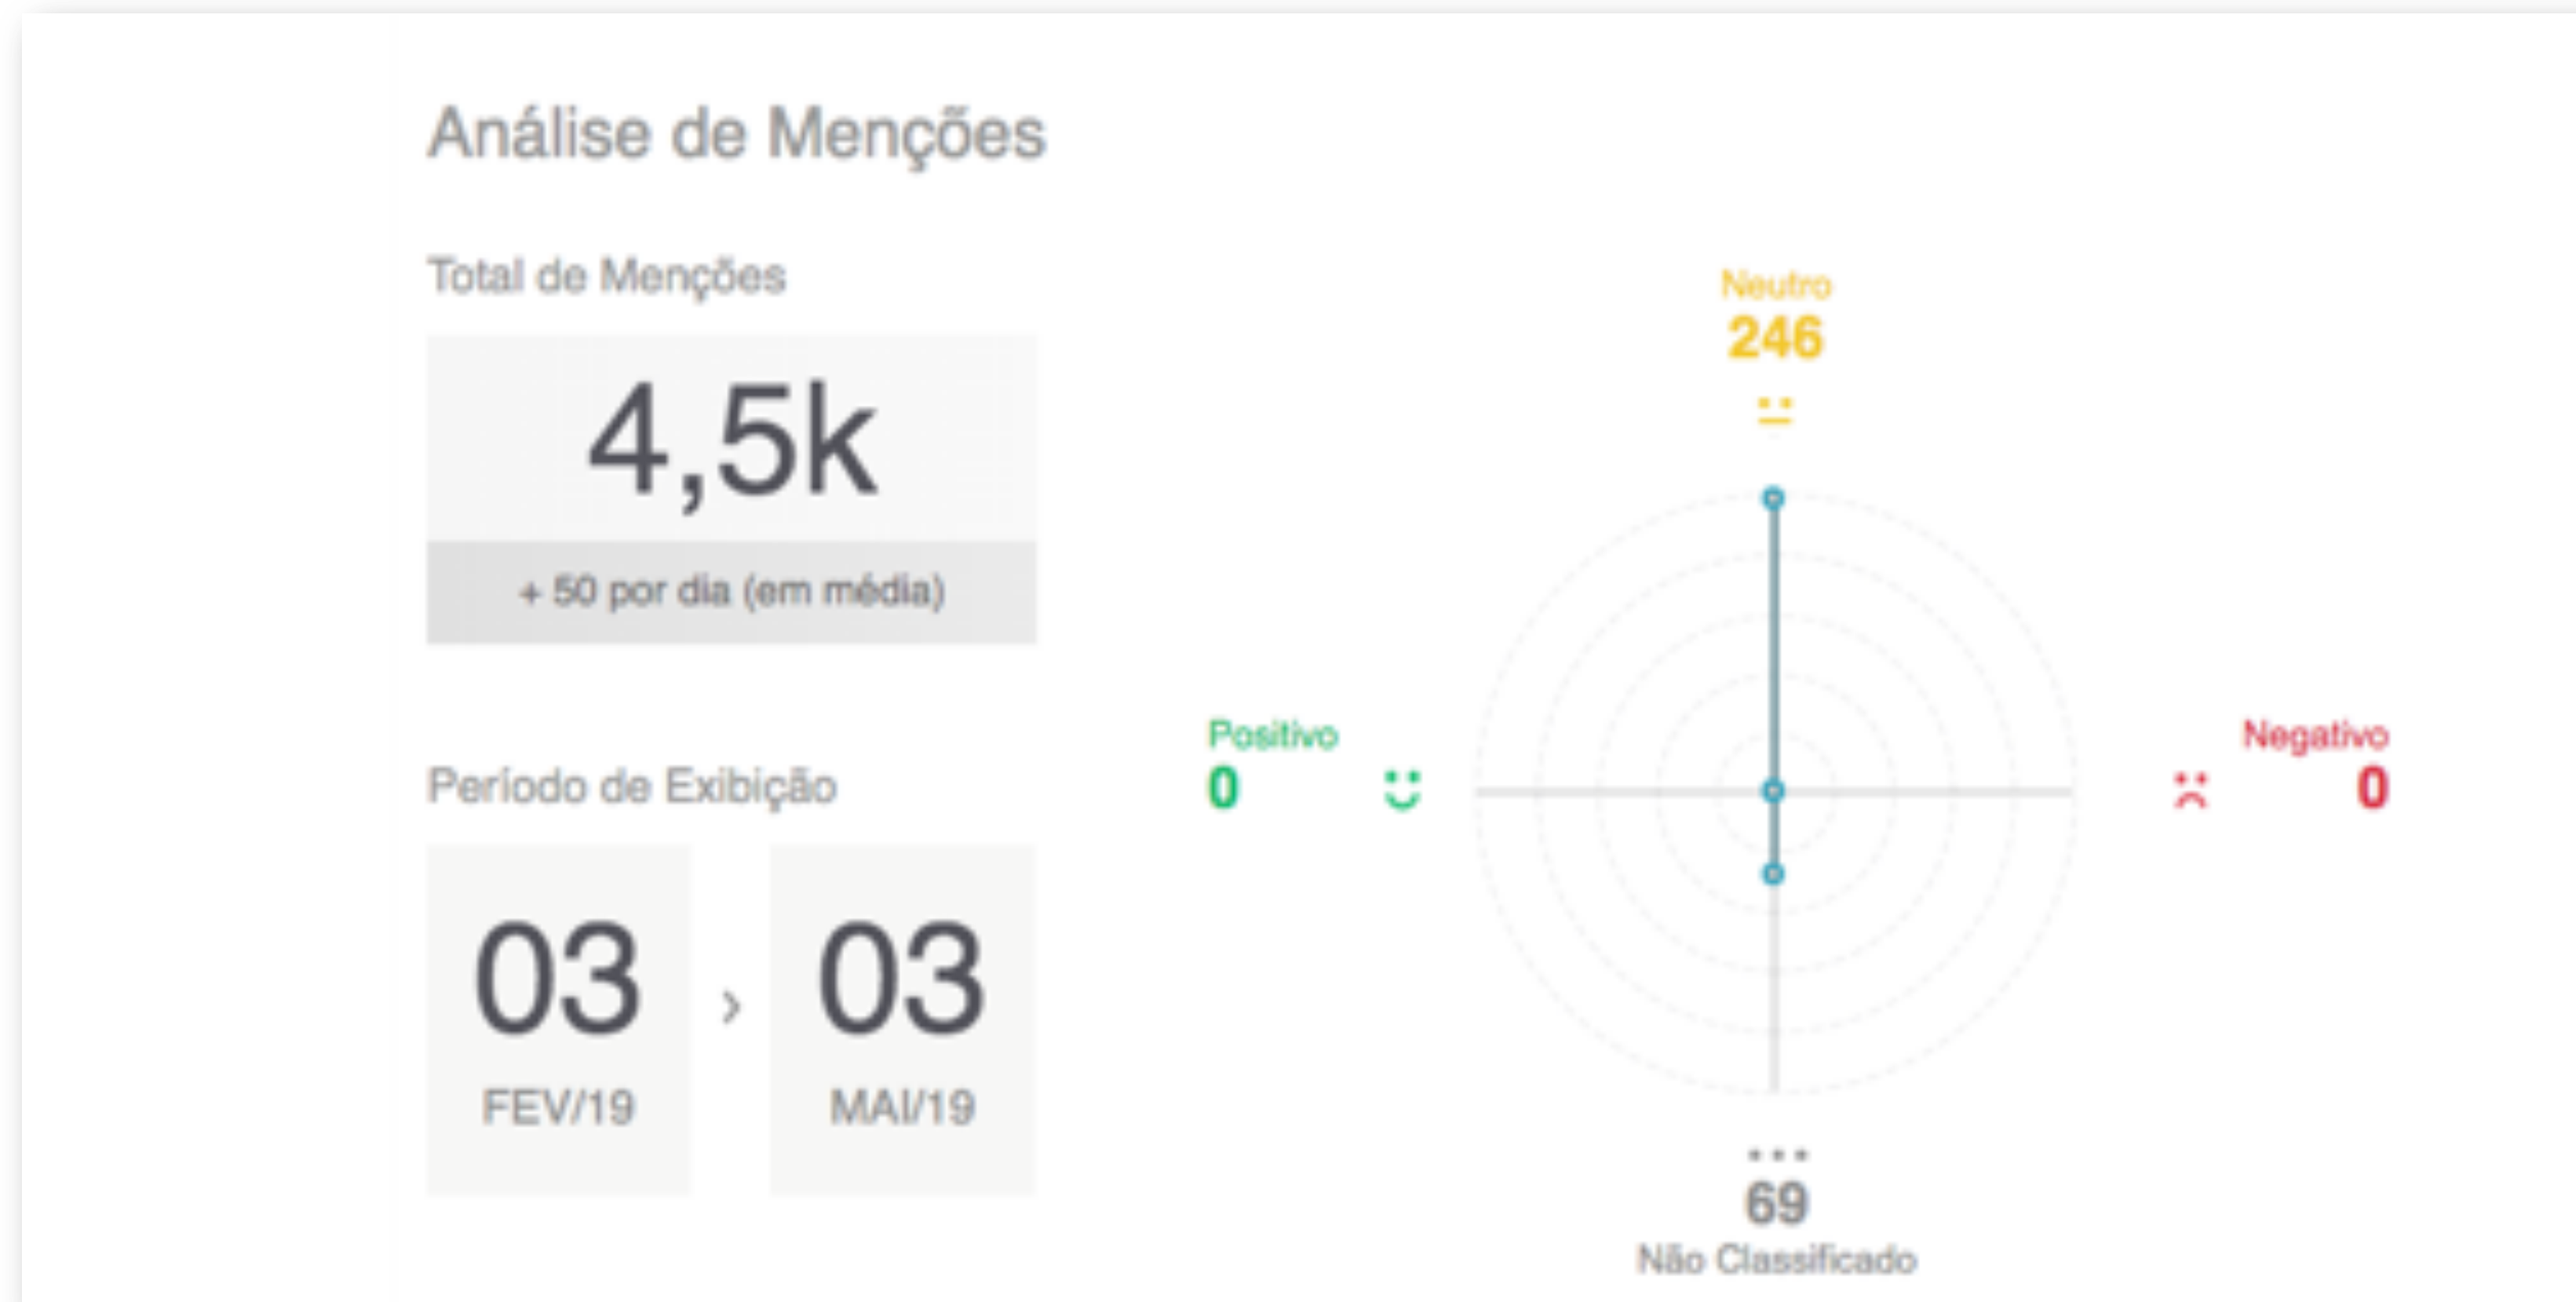 Análise de Menções
Total de Menções
4,5k
+ 50 por dia (em média)
Período de Exibição
03
FEV/19
03
MAI/19
Neutro
246
Positivo
0
Negativo
0
69
Não Classificado